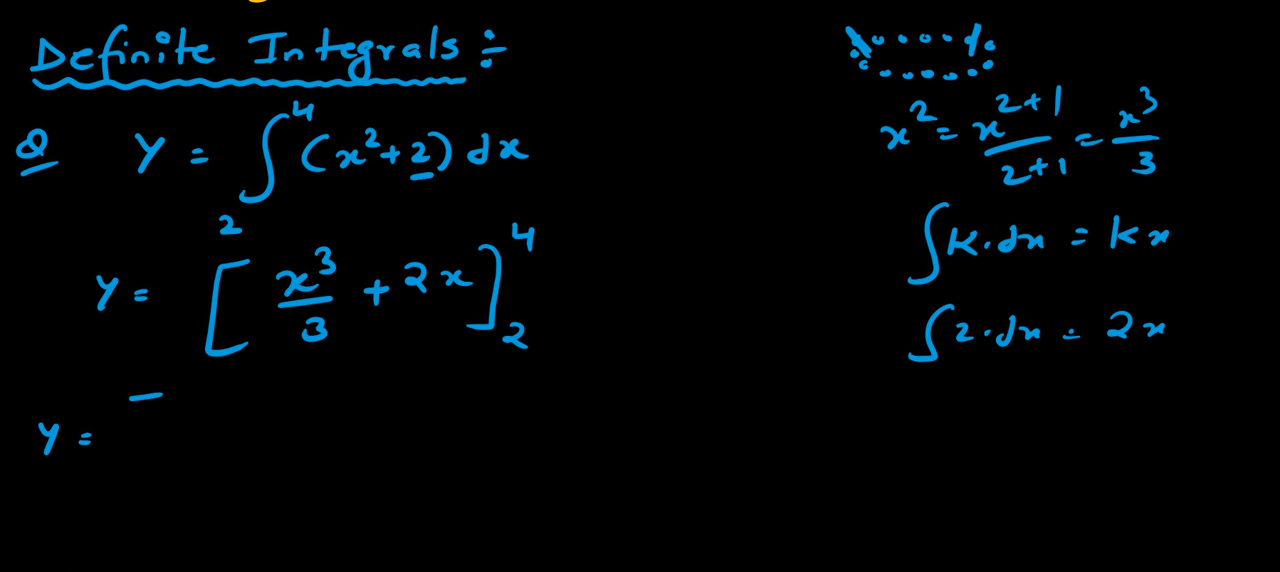 Definite Integrals :-
Q Y = ∫₂⁴ (x² + 2) dx
Y = [ x³/3 + 2x ]₂⁴
Y =
x² = x²⁺¹/2+1 = x³/3
∫ K.dx = kx
∫ 2.dx = 2x